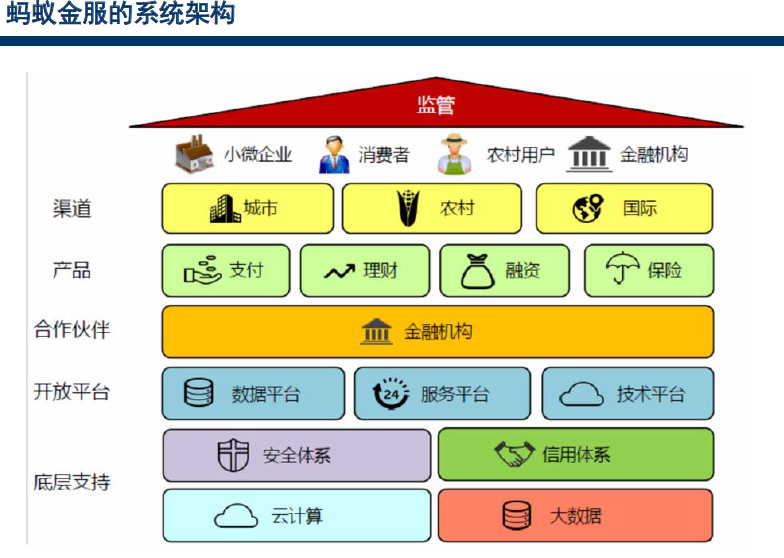 蚂蚁金服的系统架构
监管
小微企业 消费者 农村用户 金融机构
渠道 城市 农村 国际
产品 支付 理财 融资 保险
合作伙伴 金融机构
开放平台 数据平台 24 服务平台 技术平台
安全体系 信用体系
底层支持
云计算 大数据